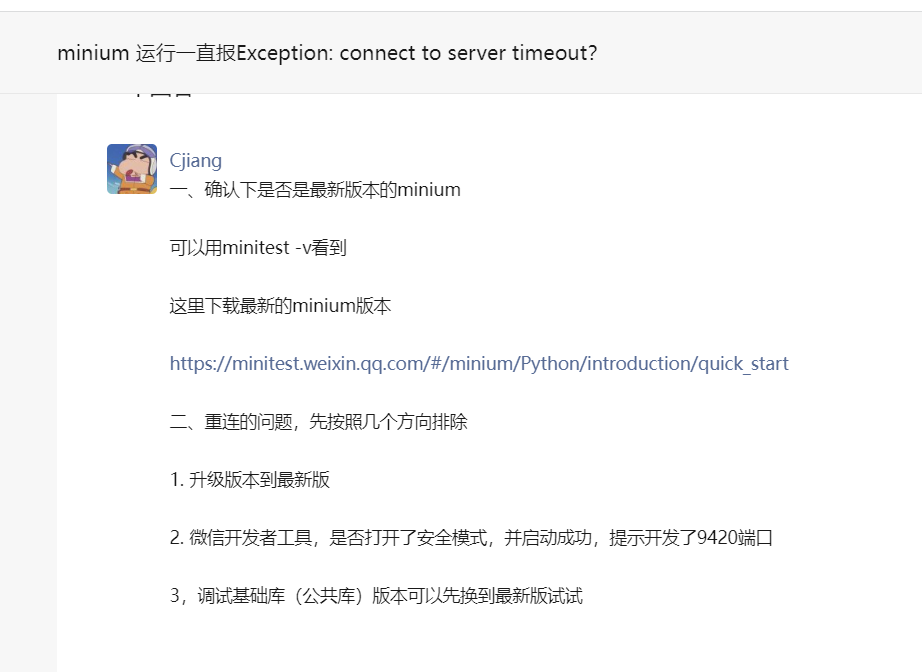 minium 运行一直报Exception: connect to server timeout?
Cjiang
一、确认下是否是最新版本的minium
可以用minitest -v看到
这里下载最新的minium版本
https://minitest.weixin.qq.com/#/minium/Python/introduction/quick_start
二、重连的问题，先按照几个方向排除
1. 升级版本到最新版
2. 微信开发者工具，是否打开了安全模式，并启动成功，提示开发了9420端口
3，调试基础库（公共库）版本可以先换到最新版试试